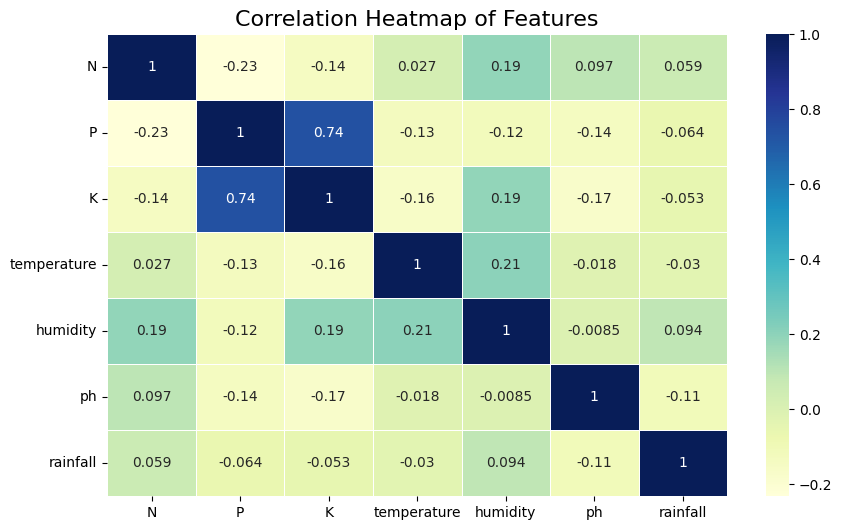 Correlation Heatmap of Features
N 1 -0.23 -0.14 0.027 0.19 0.097 0.059
P -0.23 1 0.74 -0.13 -0.12 -0.14 -0.064
K -0.14 0.74 1 -0.16 0.19 -0.17 -0.053
temperature 0.027 -0.13 -0.16 1 0.21 -0.018 -0.03
humidity 0.19 -0.12 0.19 0.21 1 -0.0085 0.094
ph 0.097 -0.14 -0.17 -0.018 -0.0085 1 -0.11
rainfall 0.059 -0.064 -0.053 -0.03 0.094 -0.11 1
N P K temperature humidity ph rainfall
1.0
0.8
0.6
0.4
0.2
0.0
−0.2